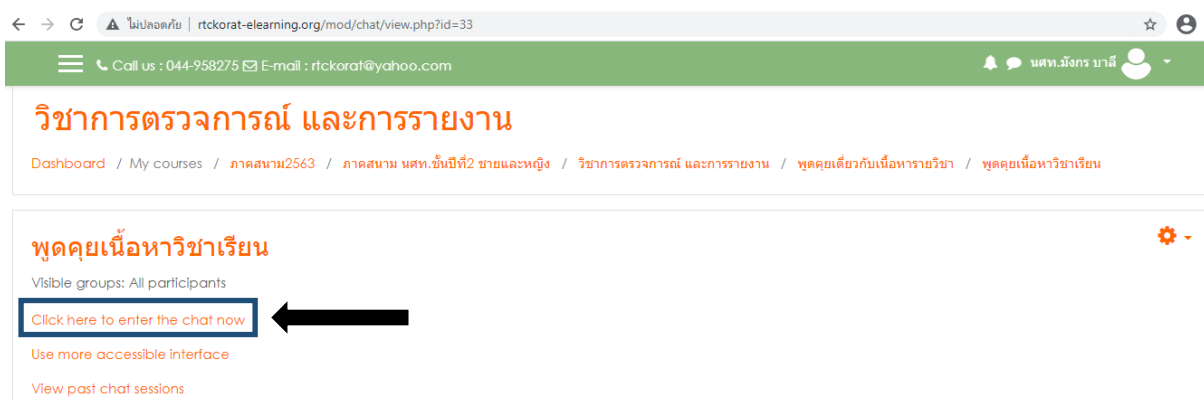 ไม่ปลอดภัย | rtckorat-elearning.org/mod/chat/view.php?id=33
Call us : 044-958275 E-mail : rtckorat@yahoo.com นศท.มังกร บาลี
วิชาการตรวจการณ์ และการรายงาน
Dashboard / My courses / ภาคสนาม2563 / ภาคสนาม นศท.ชั้นปีที่2 ชายและหญิง / วิชาการตรวจการณ์ และการรายงาน / พูดคุยเดี่ยวกับเนื้อหารายวิชา / พูดคุยเนื้อหาวิชาเรียน
พูดคุยเนื้อหาวิชาเรียน
Visible groups: All participants
Click here to enter the chat now
Use more accessible interface
View past chat sessions